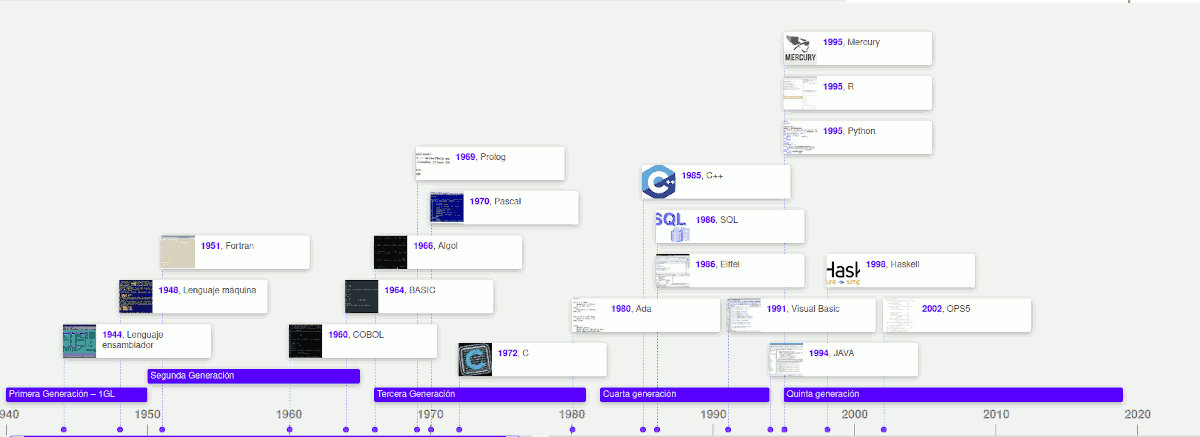 1995, Mercury
MERCURY
1995, R
1995, Python
1969, Prolog
1985, C++
C++
1970, Pascal
1986, SQL
SQL
1951, Fortran
1966, Algol
1986, Eiffel
1998, Haskell
Hask
1948, Lenguaje máquina
1964, BASIC
1980, Ada
1991, Visual Basic
2002, OPS5
1944, Lenguaje
ensamblador
1960, COBOL
1972, C
C
1994, JAVA
Segunda Generación
Primera Generación – 1GL
Tercera Generación
Cuarta generación
Quinta generación
940 1950 1960 1970 1980 1990 2000 2010 2020